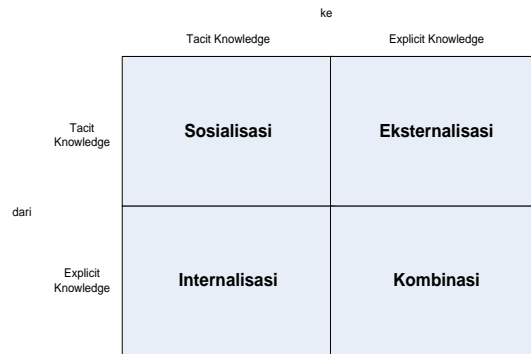 ke
Tacit Knowledge Explicit Knowledge
Tacit
Knowledge
Sosialisasi Eksternalisasi
dari
Explicit
Knowledge
Internalisasi Kombinasi